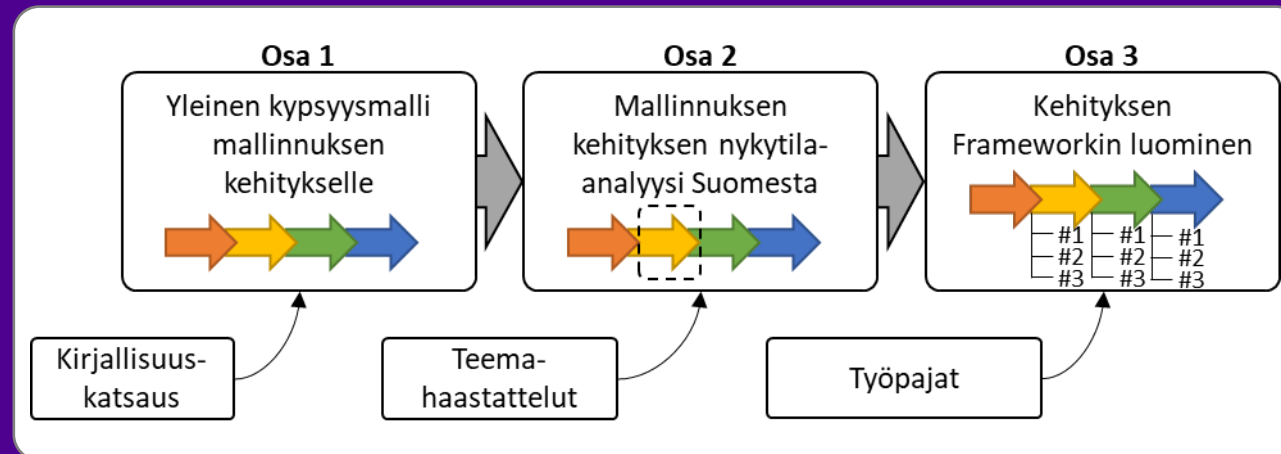 Osa 1
Yleinen kypsyysmalli
mallinnuksen
kehitykselle
Kirjallisuus-
katsaus
Osa 2
Mallinnuksen
kehityksen nykytila-
analyysi Suomesta
Teema-
haastattelut
Osa 3
Kehityksen
Frameworkin luominen
#1 #1 #1
#2 #2 #2
#3 #3 #3
Työpajat